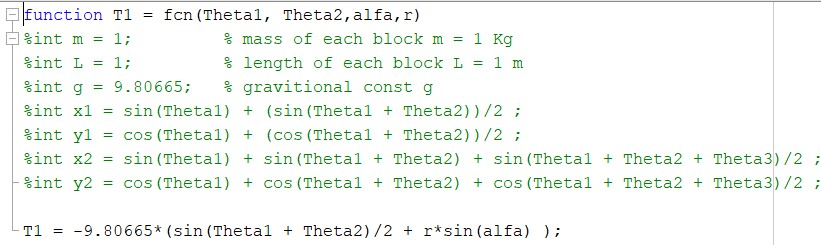 function T1 = fcn(Theta1, Theta2,alfa,r)
%int m = 1;         % mass of each block m = 1 Kg
%int L = 1;         % length of each block L = 1 m
%int g = 9.80665;   % gravitional const g
%int x1 = sin(Theta1) + (sin(Theta1 + Theta2))/2 ;
%int y1 = cos(Theta1) + (cos(Theta1 + Theta2))/2 ;
%int x2 = sin(Theta1) + sin(Theta1 + Theta2) + sin(Theta1 + Theta2 + Theta3)/2 ;
%int y2 = cos(Theta1) + cos(Theta1 + Theta2) + cos(Theta1 + Theta2 + Theta3)/2 ;
T1 = -9.80665*(sin(Theta1 + Theta2)/2 + r*sin(alfa) );